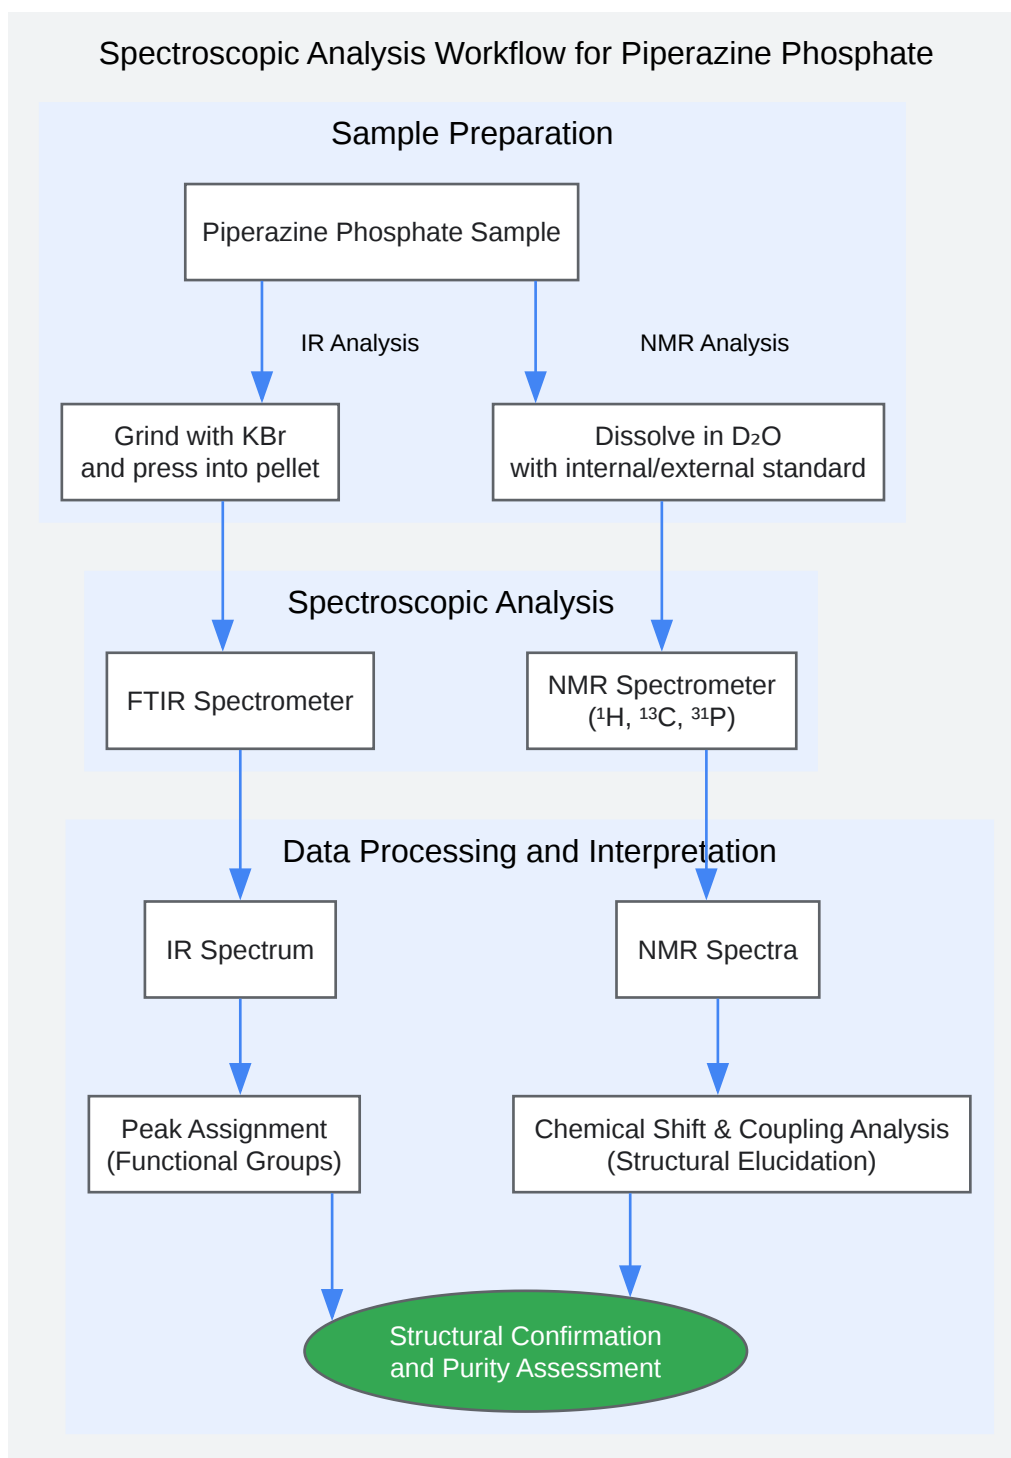 Spectroscopic Analysis Workflow for Piperazine Phosphate
Sample Preparation
Piperazine Phosphate Sample
IR Analysis
NMR Analysis
Grind with KBr
and press into pellet
Dissolve in D₂O
with internal/external standard
Spectroscopic Analysis
FTIR Spectrometer
NMR Spectrometer
(¹H, ¹³C, ³¹P)
Data Processing and Interpretation
IR Spectrum
NMR Spectra
Peak Assignment
(Functional Groups)
Chemical Shift & Coupling Analysis
(Structural Elucidation)
Structural Confirmation
and Purity Assessment